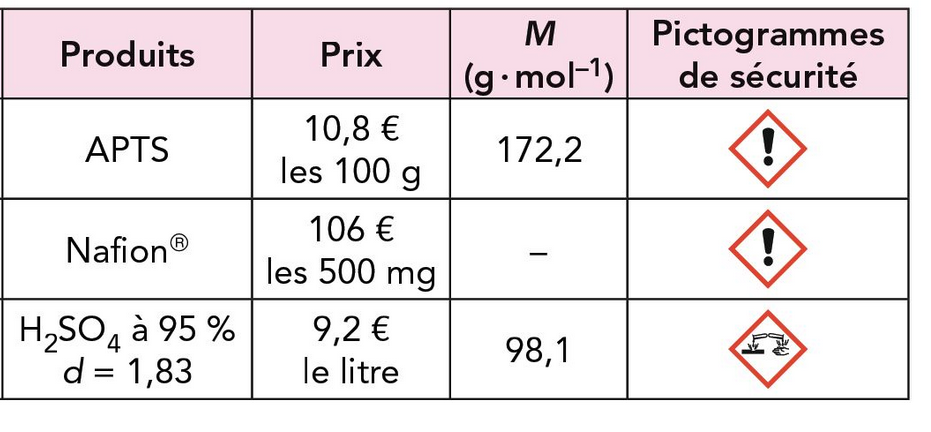 Produits
Prix
M
(g · mol⁻¹)
Pictogrammes
de sécurité
APTS
10,8 €
les 100 g
172,2
Nafion®
106 €
les 500 mg
–
H₂SO₄ à 95 %
d = 1,83
9,2 €
le litre
98,1